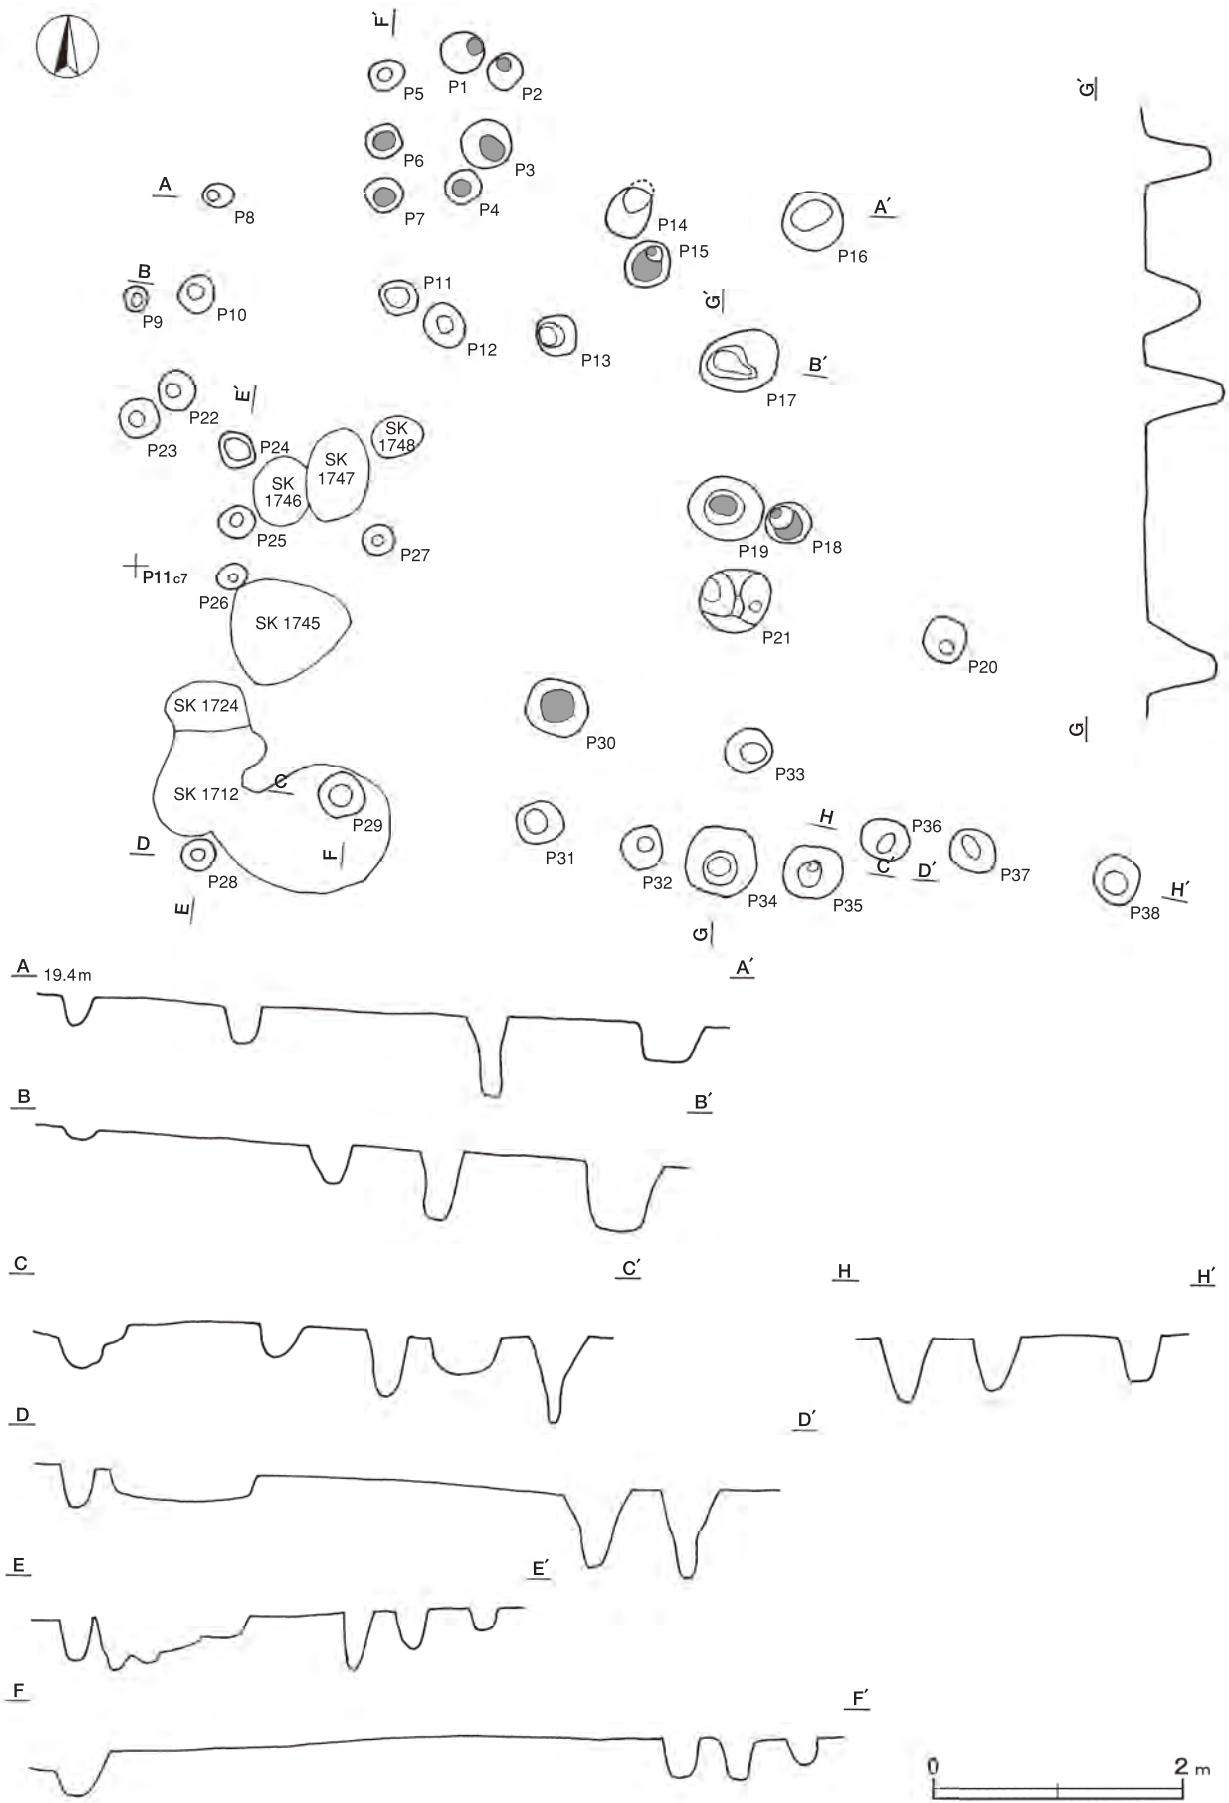 F′
P1
P2
P5
G′
P6
P3
A
P8
P7
P4
P14
A′
P16
P15
B
P9
P10
P11
P12
G′
P13
B′
P17
P22
P23
E′
P24
SK
1748
SK
1747
SK
1746
P25
P27
P19
P18
P11c7
P26
SK 1745
P21
P20
SK 1724
P30
G
P33
SK 1712
C
P29
P31
H
P36
D
P28
F
P32
P34
P35
C′
D′
P37
P38
H′
E
G
A 19.4m
A′
B
B′
C
C′
H
H′
D
D′
E
E′
F
F′
0 2 m